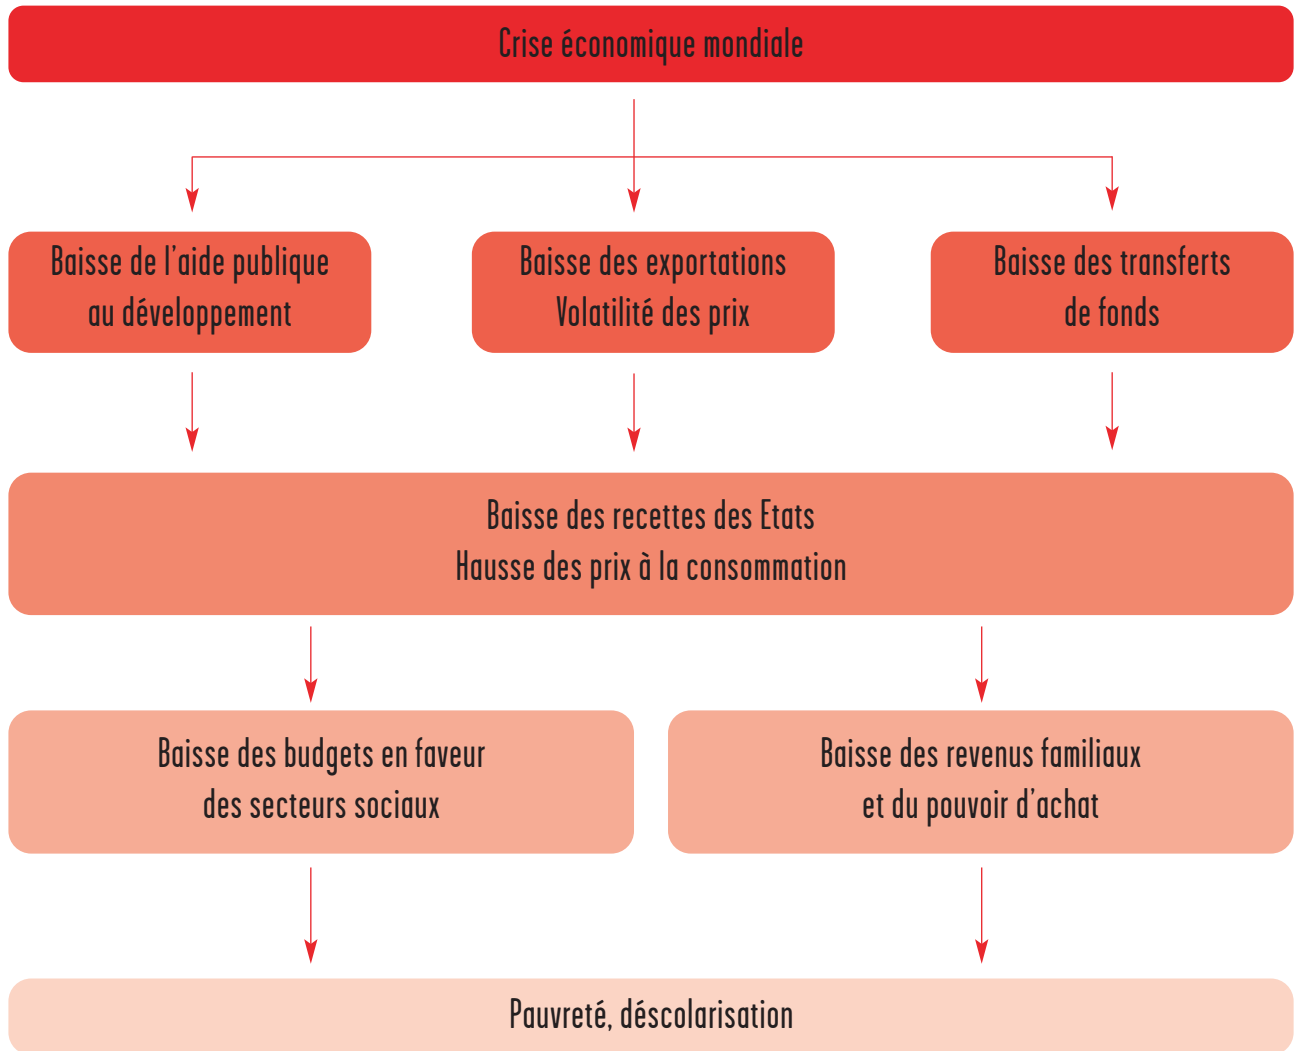 Crise économique mondiale
Baisse de l'aide publique
au développement
Baisse des exportations
Volatilité des prix
Baisse des transferts
de fonds
Baisse des recettes des Etats
Hausse des prix à la consommation
Baisse des budgets en faveur
des secteurs sociaux
Baisse des revenus familiaux
et du pouvoir d'achat
Pauvreté, déscolarisation